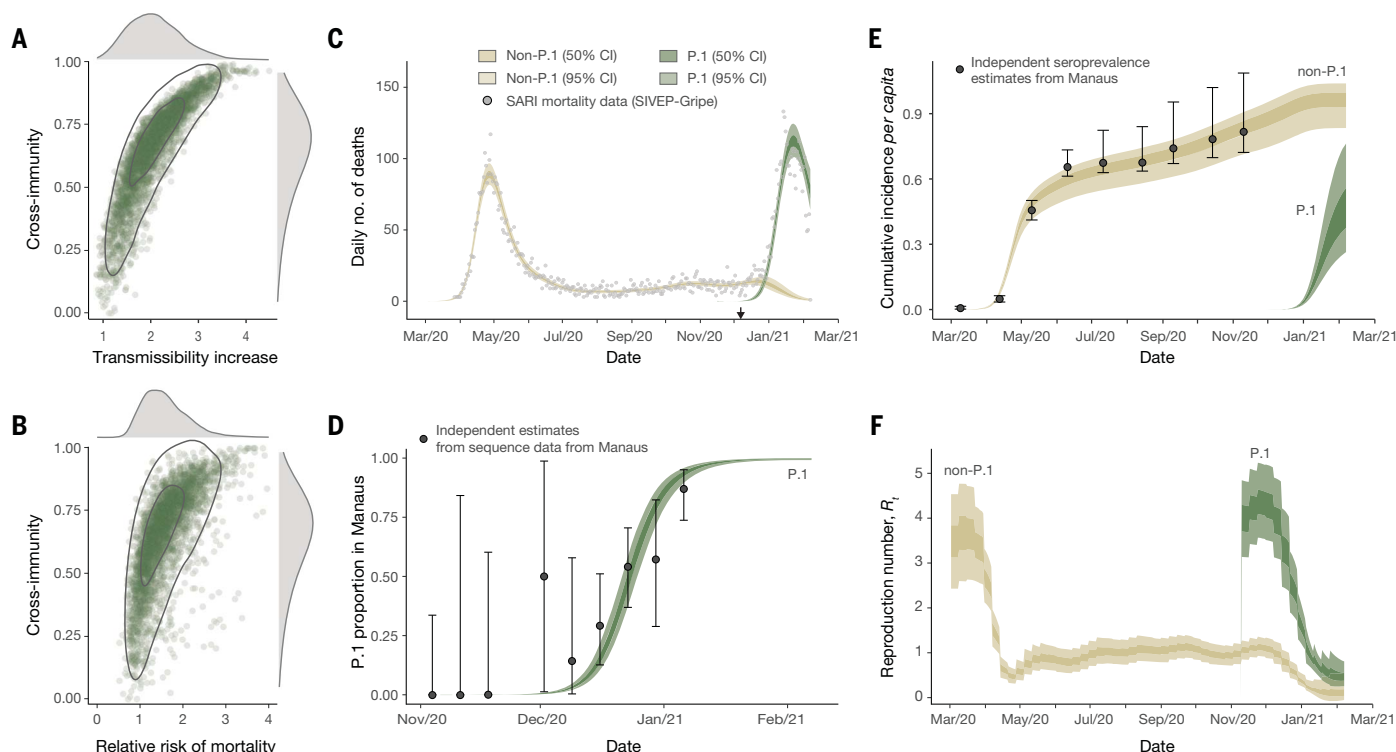 A
1.00
0.75
0.50
0.25
0.00
Cross-immunity
1 2 3 4
Transmissibility increase
B
1.00
0.75
0.50
0.25
0.00
Cross-immunity
0 1 2 3 4
Relative risk of mortality
C
Non-P.1 (50% CI) P.1 (50% CI)
Non-P.1 (95% CI) P.1 (95% CI)
SARI mortality data (SIVEP-Gripe)
150
100
50
0
Daily no. of deaths
Mar/20 May/20 Jul/20 Sep/20 Nov/20 Jan/21 Mar/21
Date
D
Independent estimates
from sequence data from Manaus
1.00
0.75
0.50
0.25
0.00
P.1 proportion in Manaus
P.1
Nov/20 Dec/20 Jan/21 Feb/21
Date
E
Independent seroprevalence
estimates from Manaus
non-P.1
0.9
0.6
0.3
0.0
Cumulative incidence per capita
P.1
Mar/20 May/20 Jul/20 Sep/20 Nov/20 Jan/21 Mar/21
Date
F
non-P.1
P.1
5
4
3
2
1
0
Reproduction number, Rt
Mar/20 May/20 Jul/20 Sep/20 Nov/20 Jan/21 Mar/21
Date